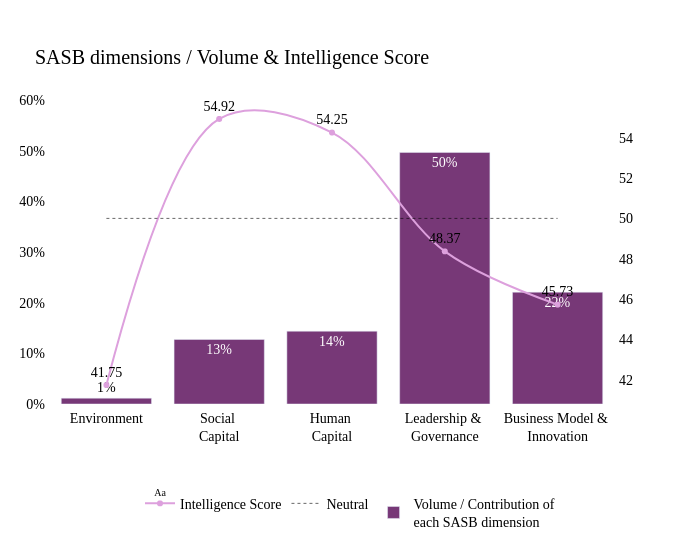 SASB dimensions / Volume & Intelligence Score
60%
50%
40%
30%
20%
10%
0%
54
52
50
48
46
44
42
54.92
54.25
48.37
45.73
41.75
1%
13%
14%
50%
22%
Environment
Social
Capital
Human
Capital
Leadership &
Governance
Business Model &
Innovation
Aa
Intelligence Score
Neutral
Volume / Contribution of
each SASB dimension